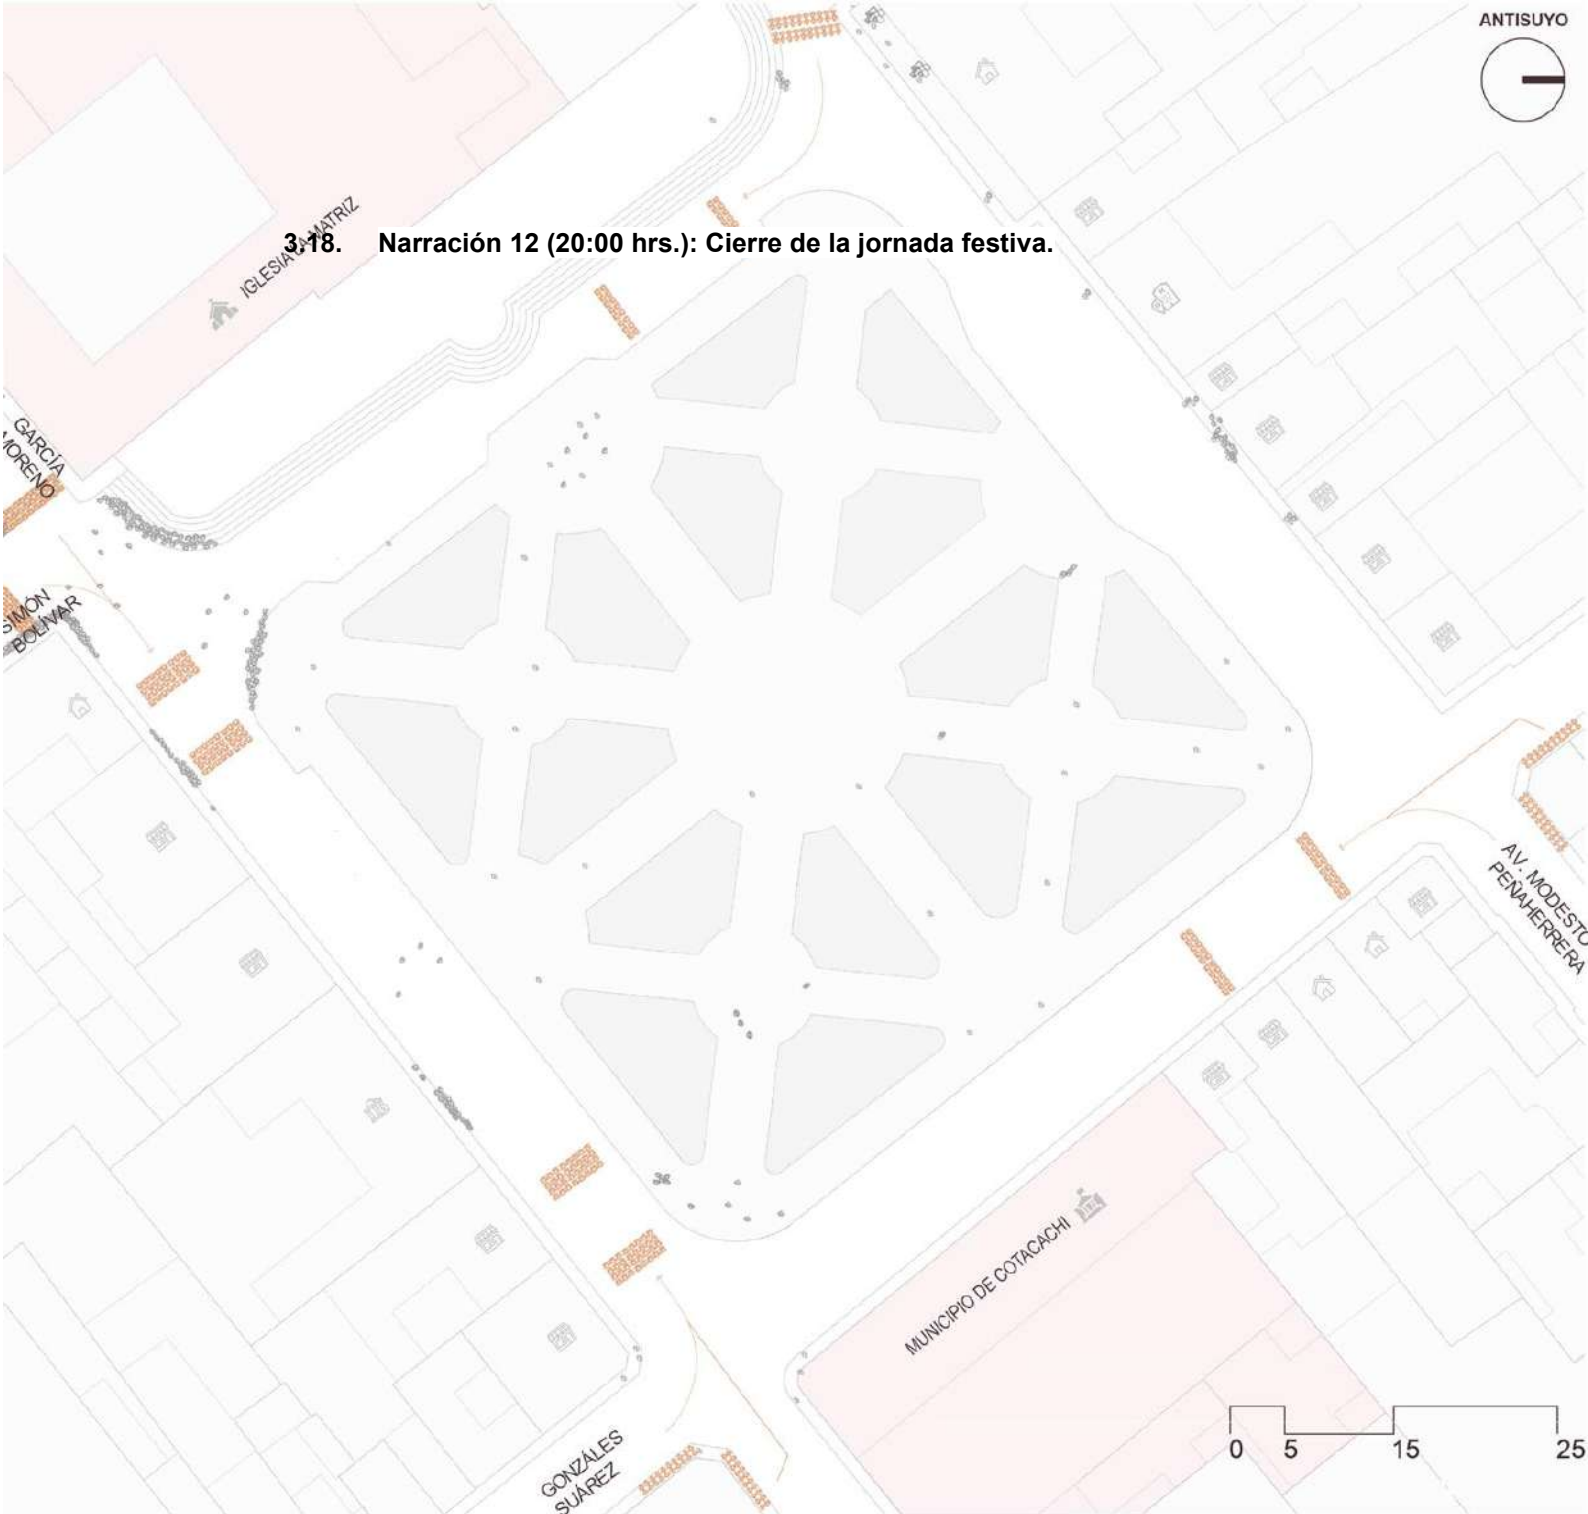 ANTISUYO
IGLESIA LA MATRIZ
3.18. Narración 12 (20:00 hrs.): Cierre de la jornada festiva.
GARCÍA
MORENO
SIMÓN
BOLÍVAR
AV. MODESTO
PEÑAHERRERA
MUNICIPIO DE COTACACHI
GONZÁLES
SUÁREZ
0 5 15 25